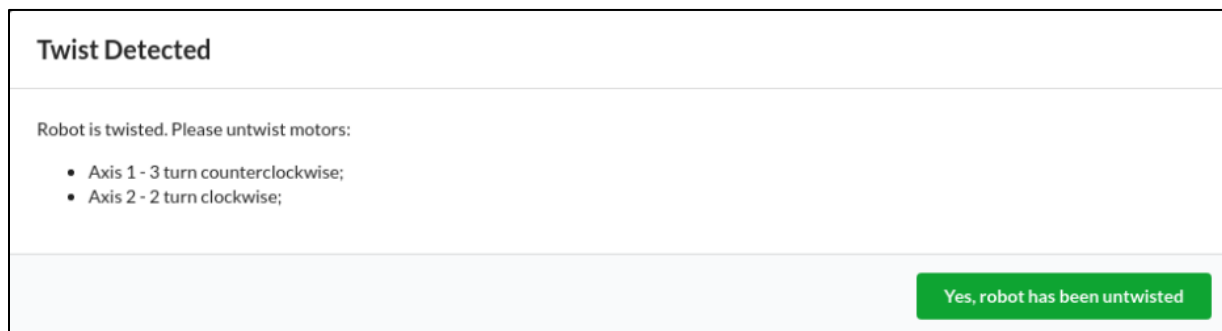 Twist Detected
Robot is twisted. Please untwist motors:
• Axis 1 - 3 turn counterclockwise;
• Axis 2 - 2 turn clockwise;
Yes, robot has been untwisted